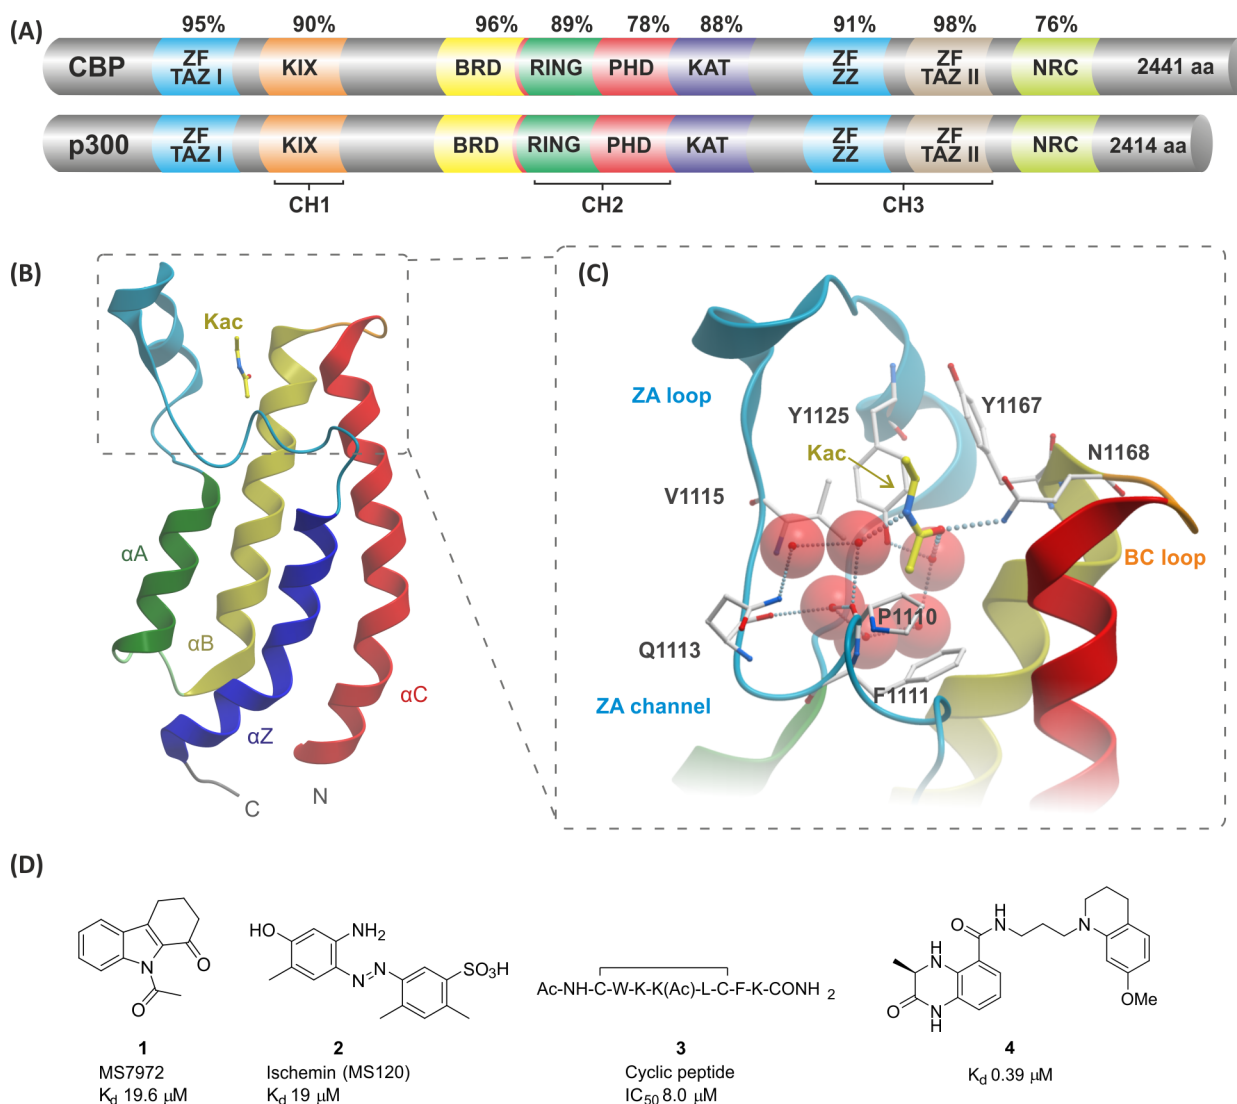 (A)
95% 90% 96% 89% 78% 88% 91% 98% 76%
CBP ZF TAZ I KIX BRD RING PHD KAT ZF ZZ ZF TAZ II NRC 2441 aa
p300 ZF TAZ I KIX BRD RING PHD KAT ZF ZZ ZF TAZ II NRC 2414 aa
CH1 CH2 CH3
(B)
Kac
αA
αB
αC
αZ
C
N
(C)
ZA loop
Y1125
Y1167
Kac
N1168
V1115
BC loop
P1110
Q1113
F1111
ZA channel
(D)
N
O
O
HO
NH2
N
N
SO3H
Ac-NH-C-W-K-K(Ac)-L-C-F-K-CONH 2
O
H
N
N
H
N
O
N
H
OMe
1
MS7972
Kd 19.6 μM
2
Ischemin (MS120)
Kd 19 μM
3
Cyclic peptide
IC50 8.0 μM
4
Kd 0.39 μM